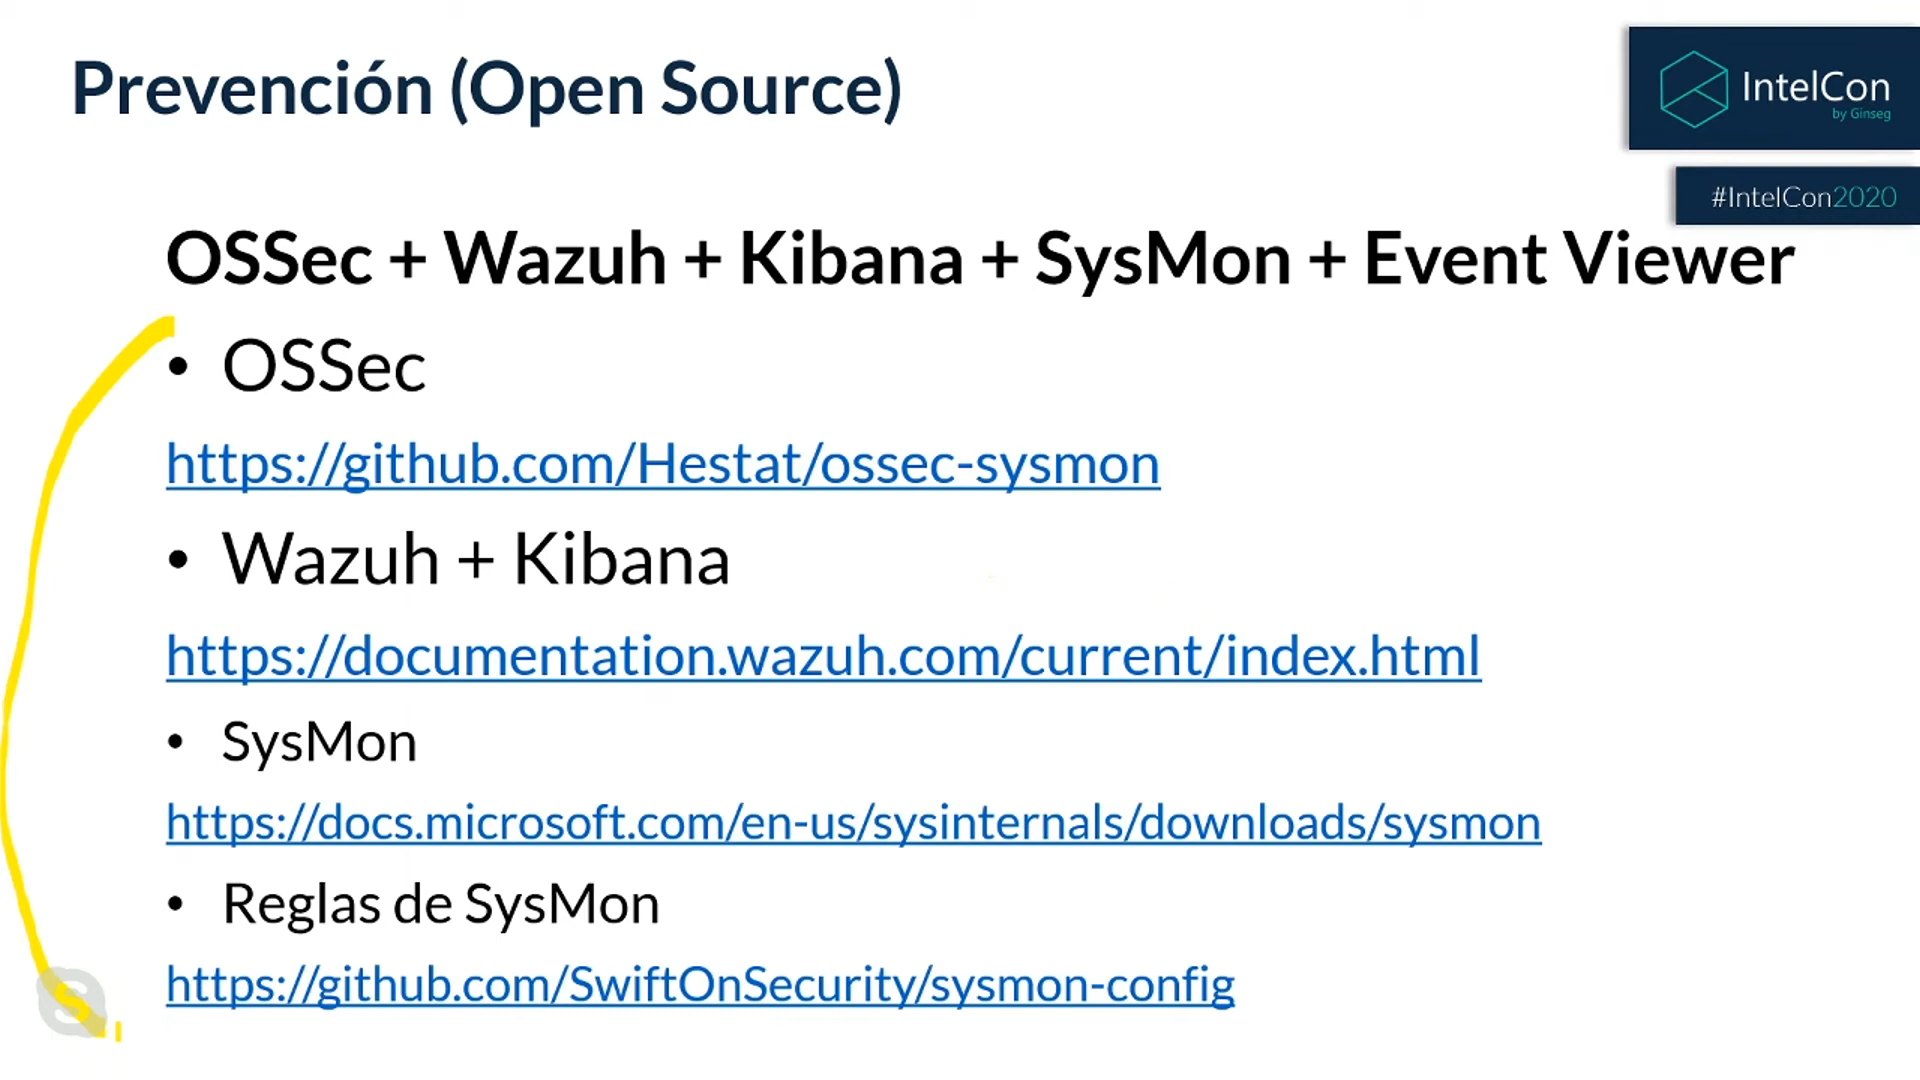 Prevención (Open Source)
IntelCon
by Ginseg
#IntelCon2020
OSSec + Wazuh + Kibana + SysMon + Event Viewer
• OSSec
https://github.com/Hestat/ossec-sysmon
• Wazuh + Kibana
https://documentation.wazuh.com/current/index.html
• SysMon
https://docs.microsoft.com/en-us/sysinternals/downloads/sysmon
• Reglas de SysMon
https://github.com/SwiftOnSecurity/sysmon-config